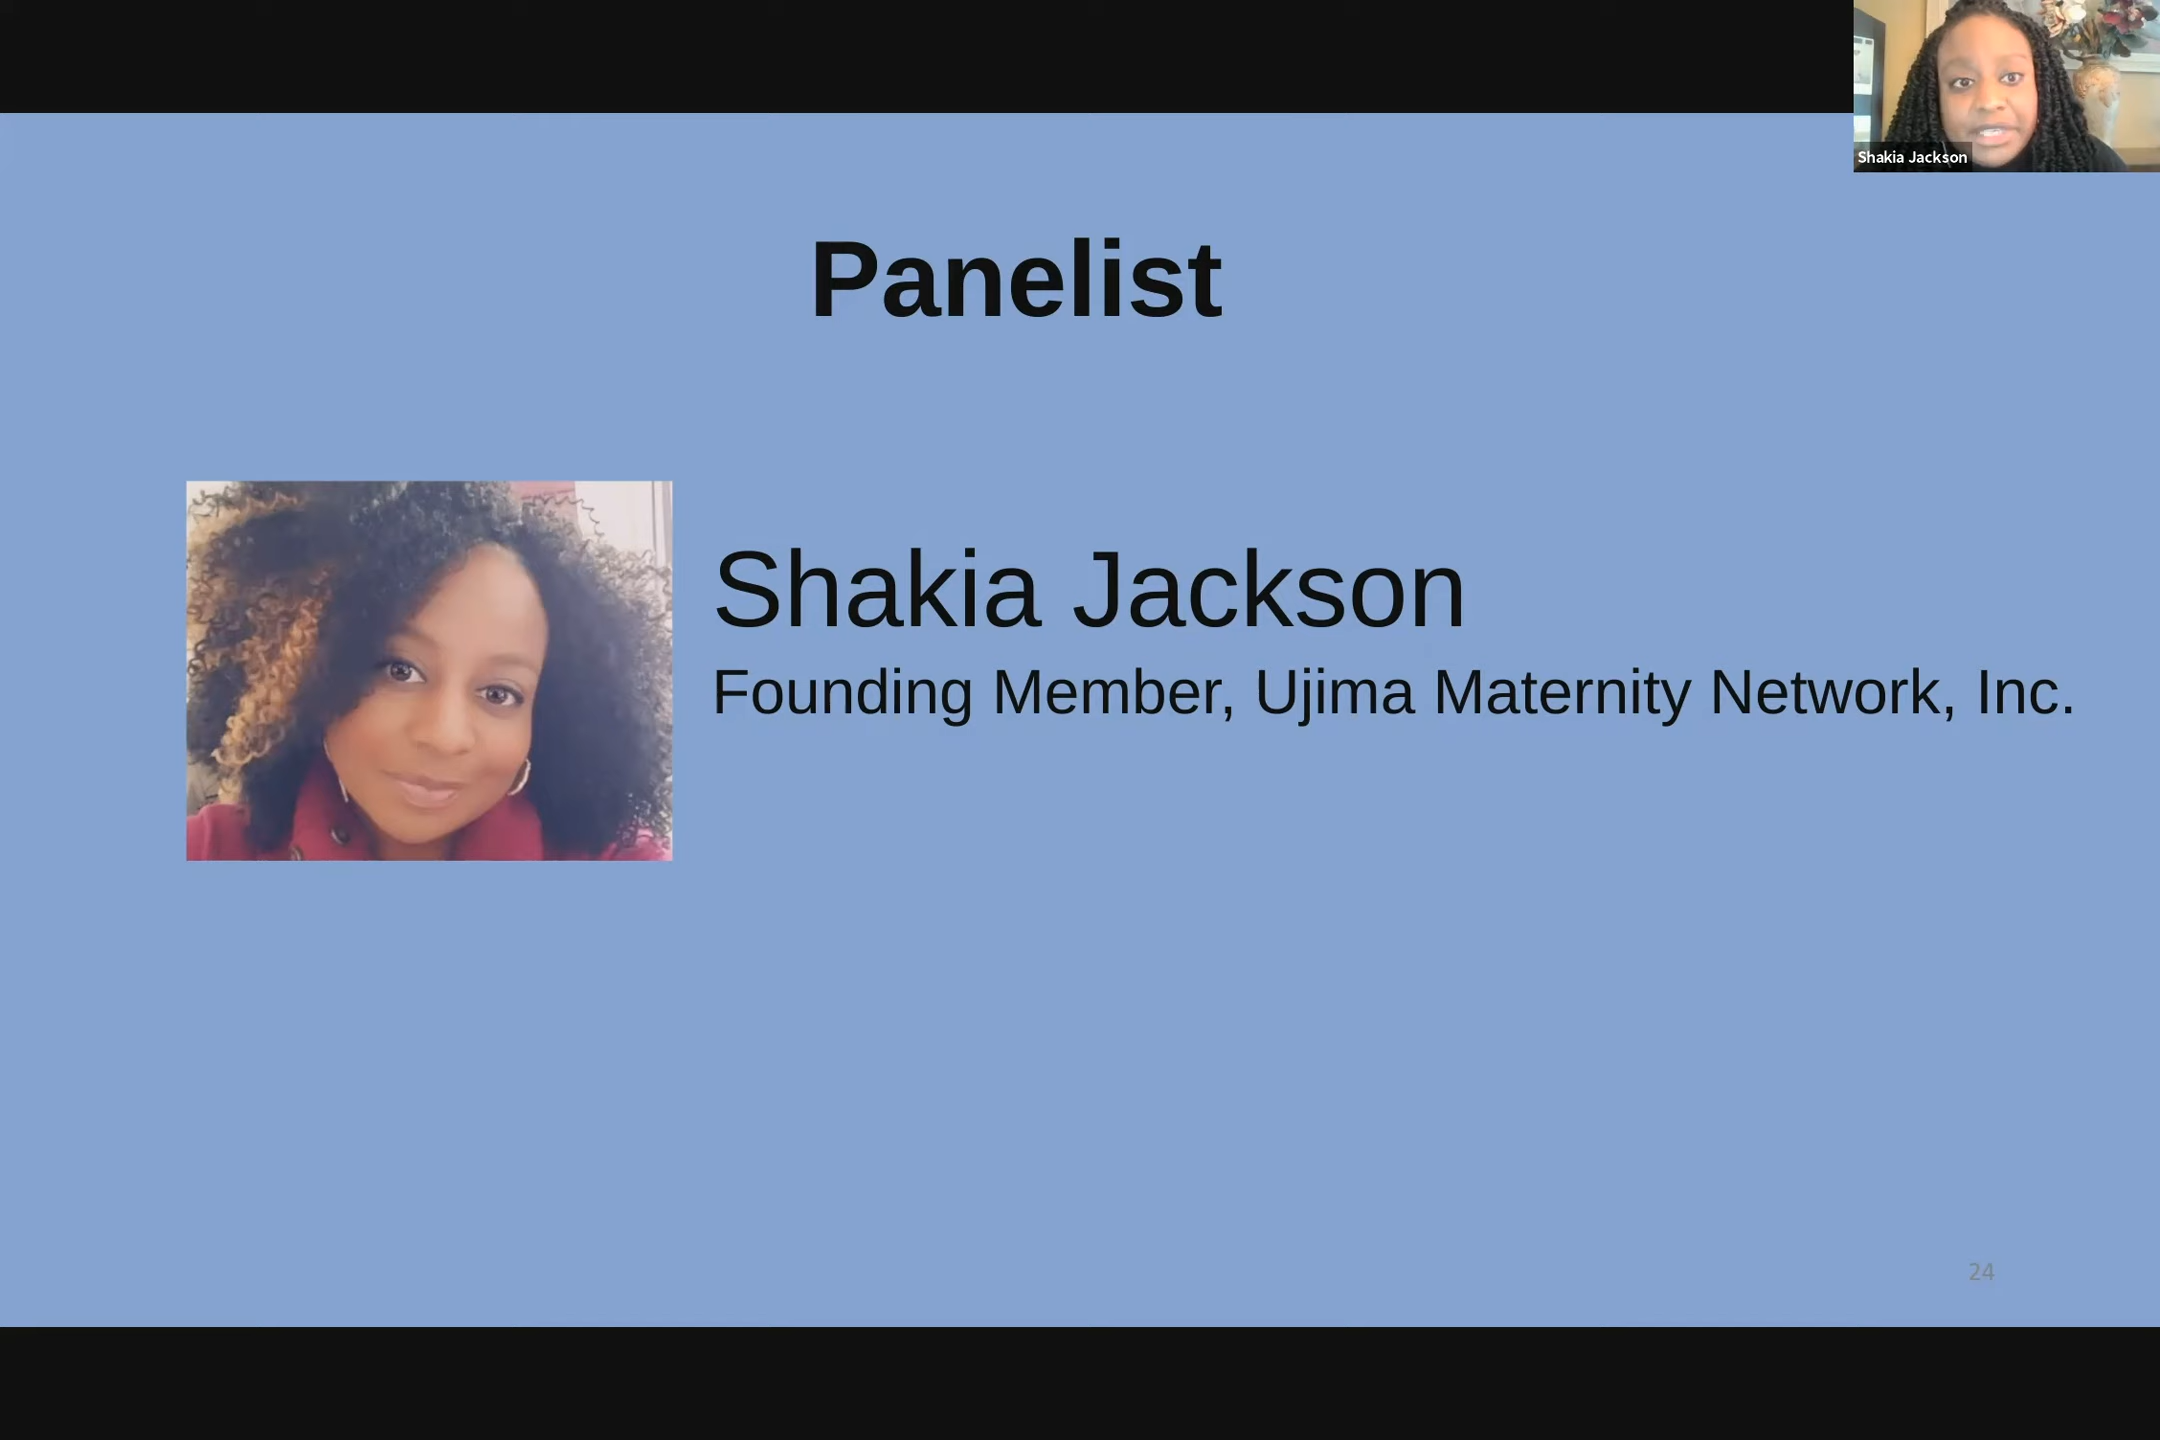 Shakia Jackson
Panelist
Shakia Jackson
Founding Member, Ujima Maternity Network, Inc.
24